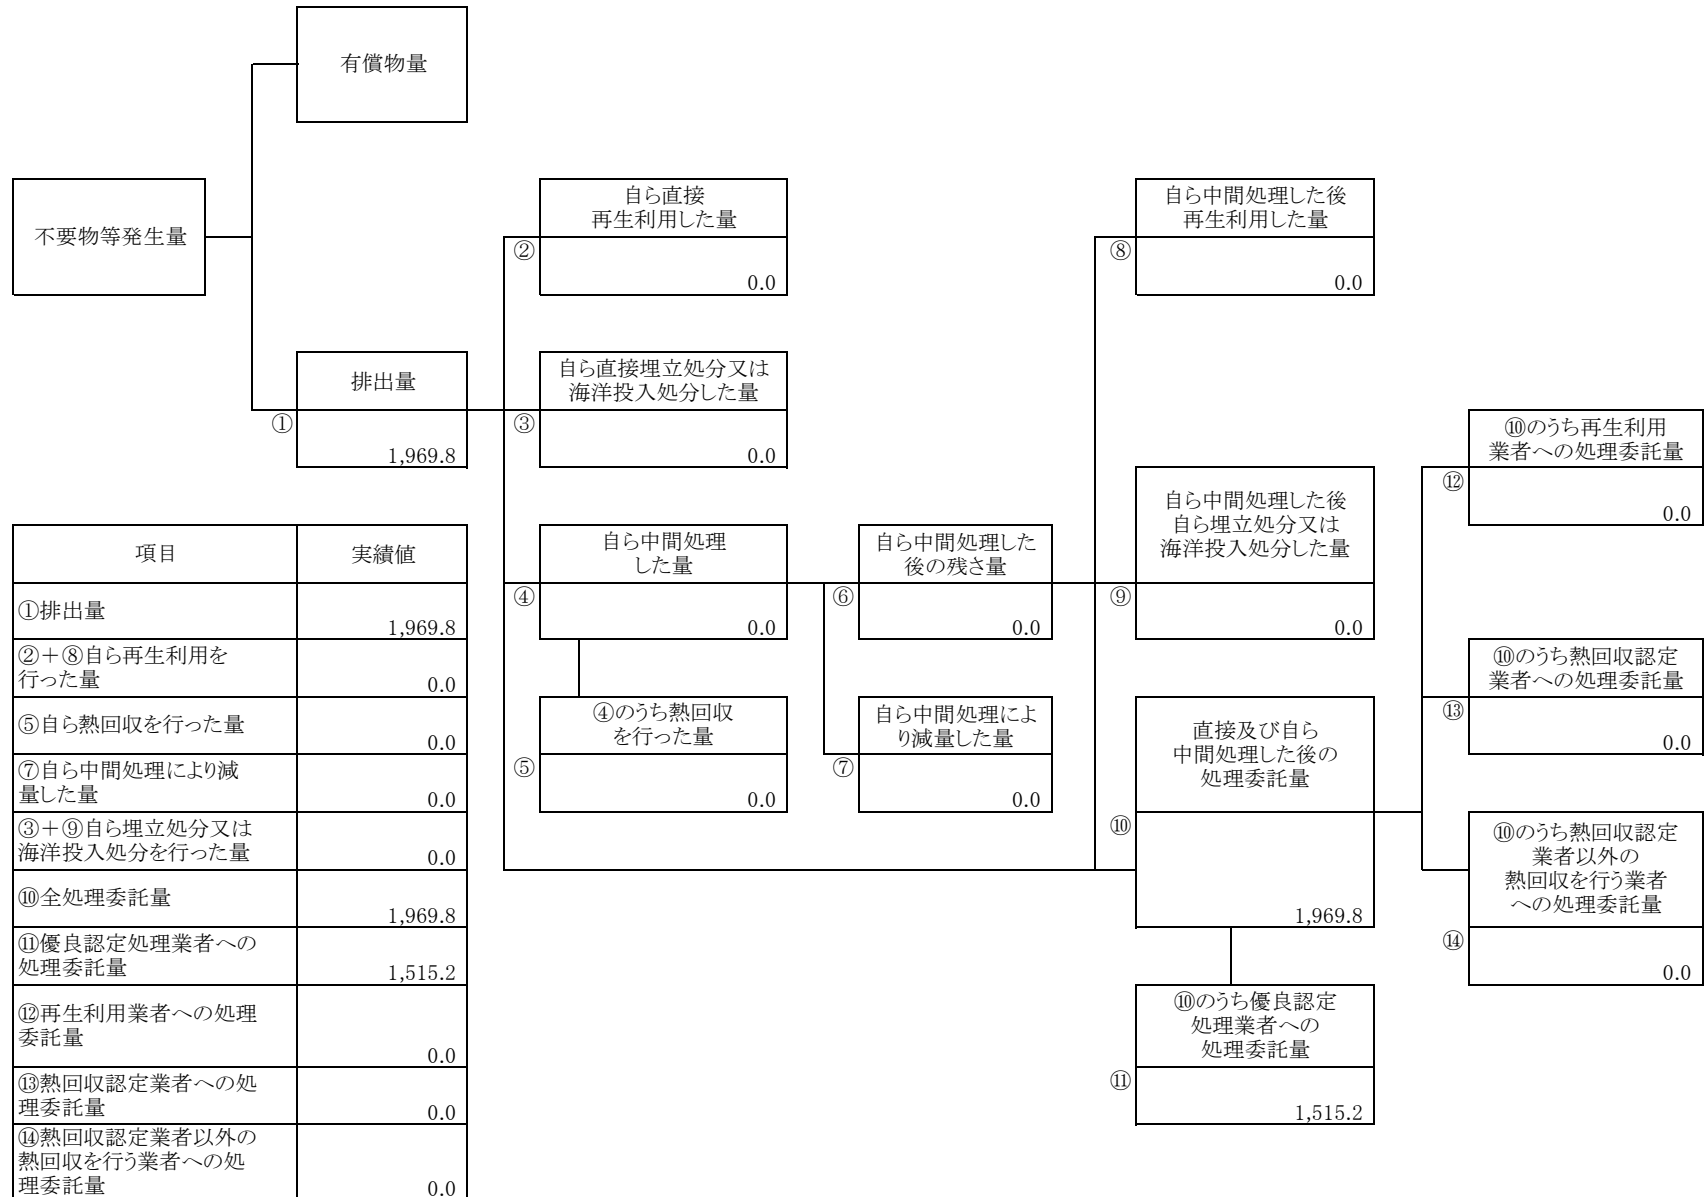 有償物量
不要物等発生量
自ら直接
再生利用した量
②
0.0
自ら中間処理した後
再生利用した量
⑧
0.0
排出量
①
1,969.8
自ら直接埋立処分又は
海洋投入処分した量
③
0.0
⑩のうち再生利用
業者への処理委託量
⑫
0.0
自ら中間処理
した量
④
0.0
自ら中間処理した
後の残さ量
⑥
0.0
自ら中間処理した後
自ら埋立処分又は
海洋投入処分した量
⑨
0.0
⑩のうち熱回収認定
業者への処理委託量
⑬
0.0
④のうち熱回収
を行った量
⑤
0.0
自ら中間処理によ
り減量した量
⑦
0.0
直接及び自ら
中間処理した後の
処理委託量
⑩
1,969.8
⑩のうち熱回収認定
業者以外の
熱回収を行う業者
への処理委託量
⑭
0.0
⑩のうち優良認定
処理業者への
処理委託量
⑪
1,515.2
項目 実績値
①排出量
1,969.8
②＋⑧自ら再生利用を
行った量
0.0
⑤自ら熱回収を行った量
0.0
⑦自ら中間処理により減
量した量
0.0
③＋⑨自ら埋立処分又は
海洋投入処分を行った量
0.0
⑩全処理委託量
1,969.8
⑪優良認定処理業者への
処理委託量
1,515.2
⑫再生利用業者への処理
委託量
0.0
⑬熱回収認定業者への処
理委託量
0.0
⑭熱回収認定業者以外の
熱回収を行う業者への処
理委託量
0.0